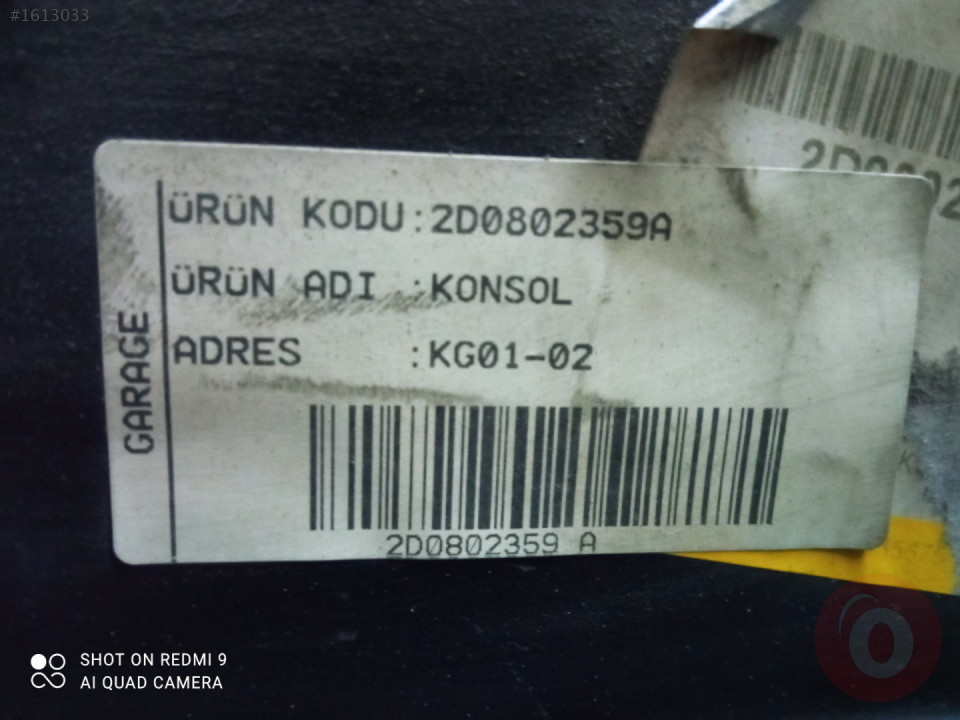 #1613033
ÜRÜN KODU:2D0802359A
ÜRÜN ADI :KONSOL
ADRES :KG01-02
GARAGE
2D0802359 A
SHOT ON REDMI 9
AI QUAD CAMERA